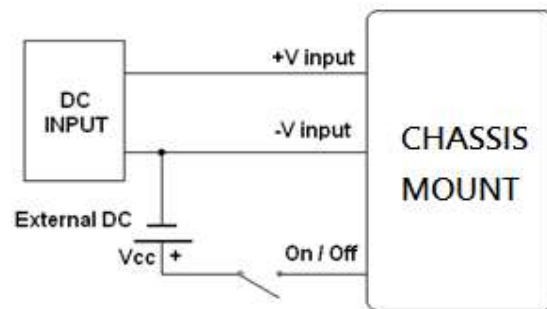 +V input
DC
INPUT
-V input
CHASSIS
MOUNT
External DC
Vcc +
On / Off